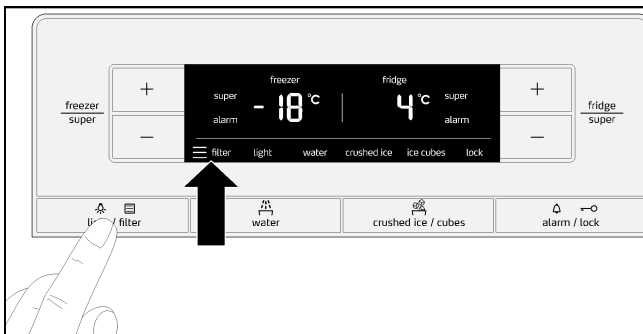 freezer
super
+
−
freezer
super
alarm
-18 °C
fridge
4 °C
super
alarm
filter light water crushed ice ice cubes lock
+
−
fridge
super
light / filter
water
crushed ice / cubes
alarm / lock